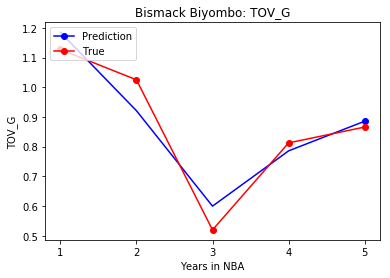 Bismack Biyombo: TOV_G
Prediction
True
1.2
1.1
1.0
0.9
0.8
0.7
0.6
0.5
TOV_G
1 2 3 4 5
Years in NBA